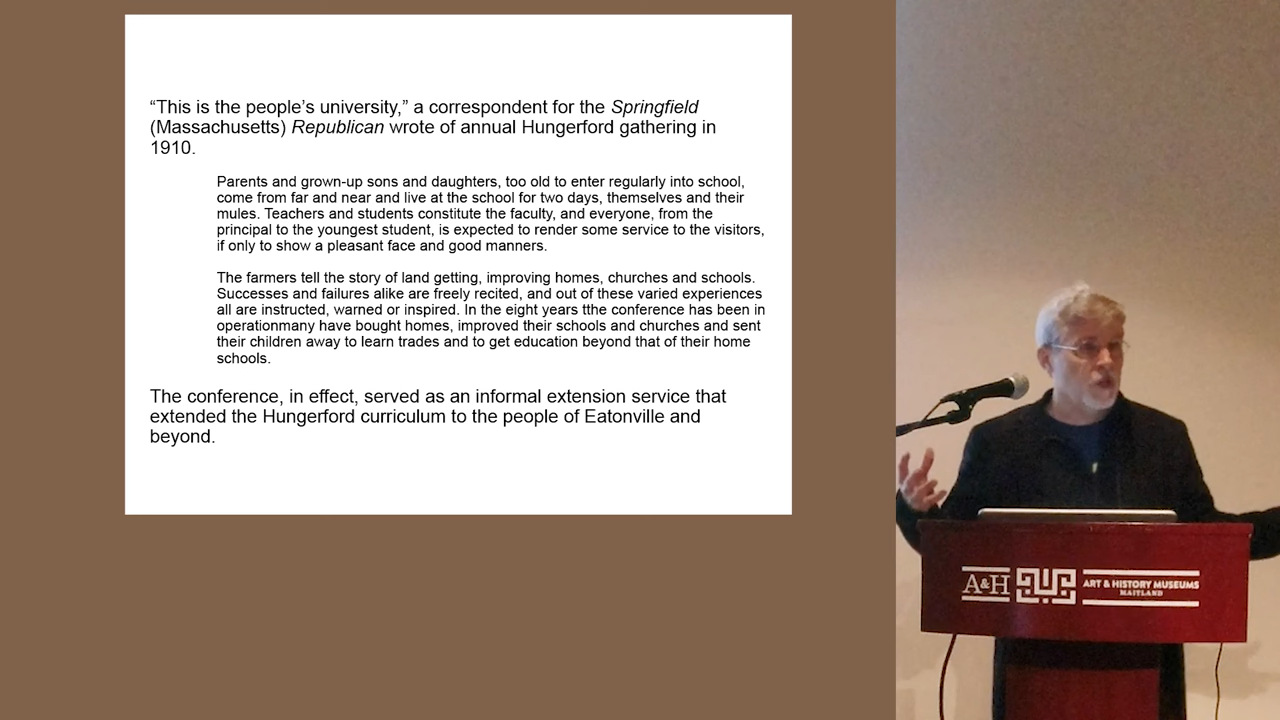 “This is the people’s university,” a correspondent for the Springfield
(Massachusetts) Republican wrote of annual Hungerford gathering in
1910.
Parents and grown-up sons and daughters, too old to enter regularly into school,
come from far and near and live at the school for two days, themselves and their
mules. Teachers and students constitute the faculty, and everyone, from the
principal to the youngest student, is expected to render some service to the visitors,
if only to show a pleasant face and good manners.
The farmers tell the story of land getting, improving homes, churches and schools.
Successes and failures alike are freely recited, and out of these varied experiences
all are instructed, warned or inspired. In the eight years tthe conference has been in
operationmany have bought homes, improved their schools and churches and sent
their children away to learn trades and to get education beyond that of their home
schools.
The conference, in effect, served as an informal extension service that
extended the Hungerford curriculum to the people of Eatonville and
beyond.
A&H
ART & HISTORY MUSEUMS
MAITLAND